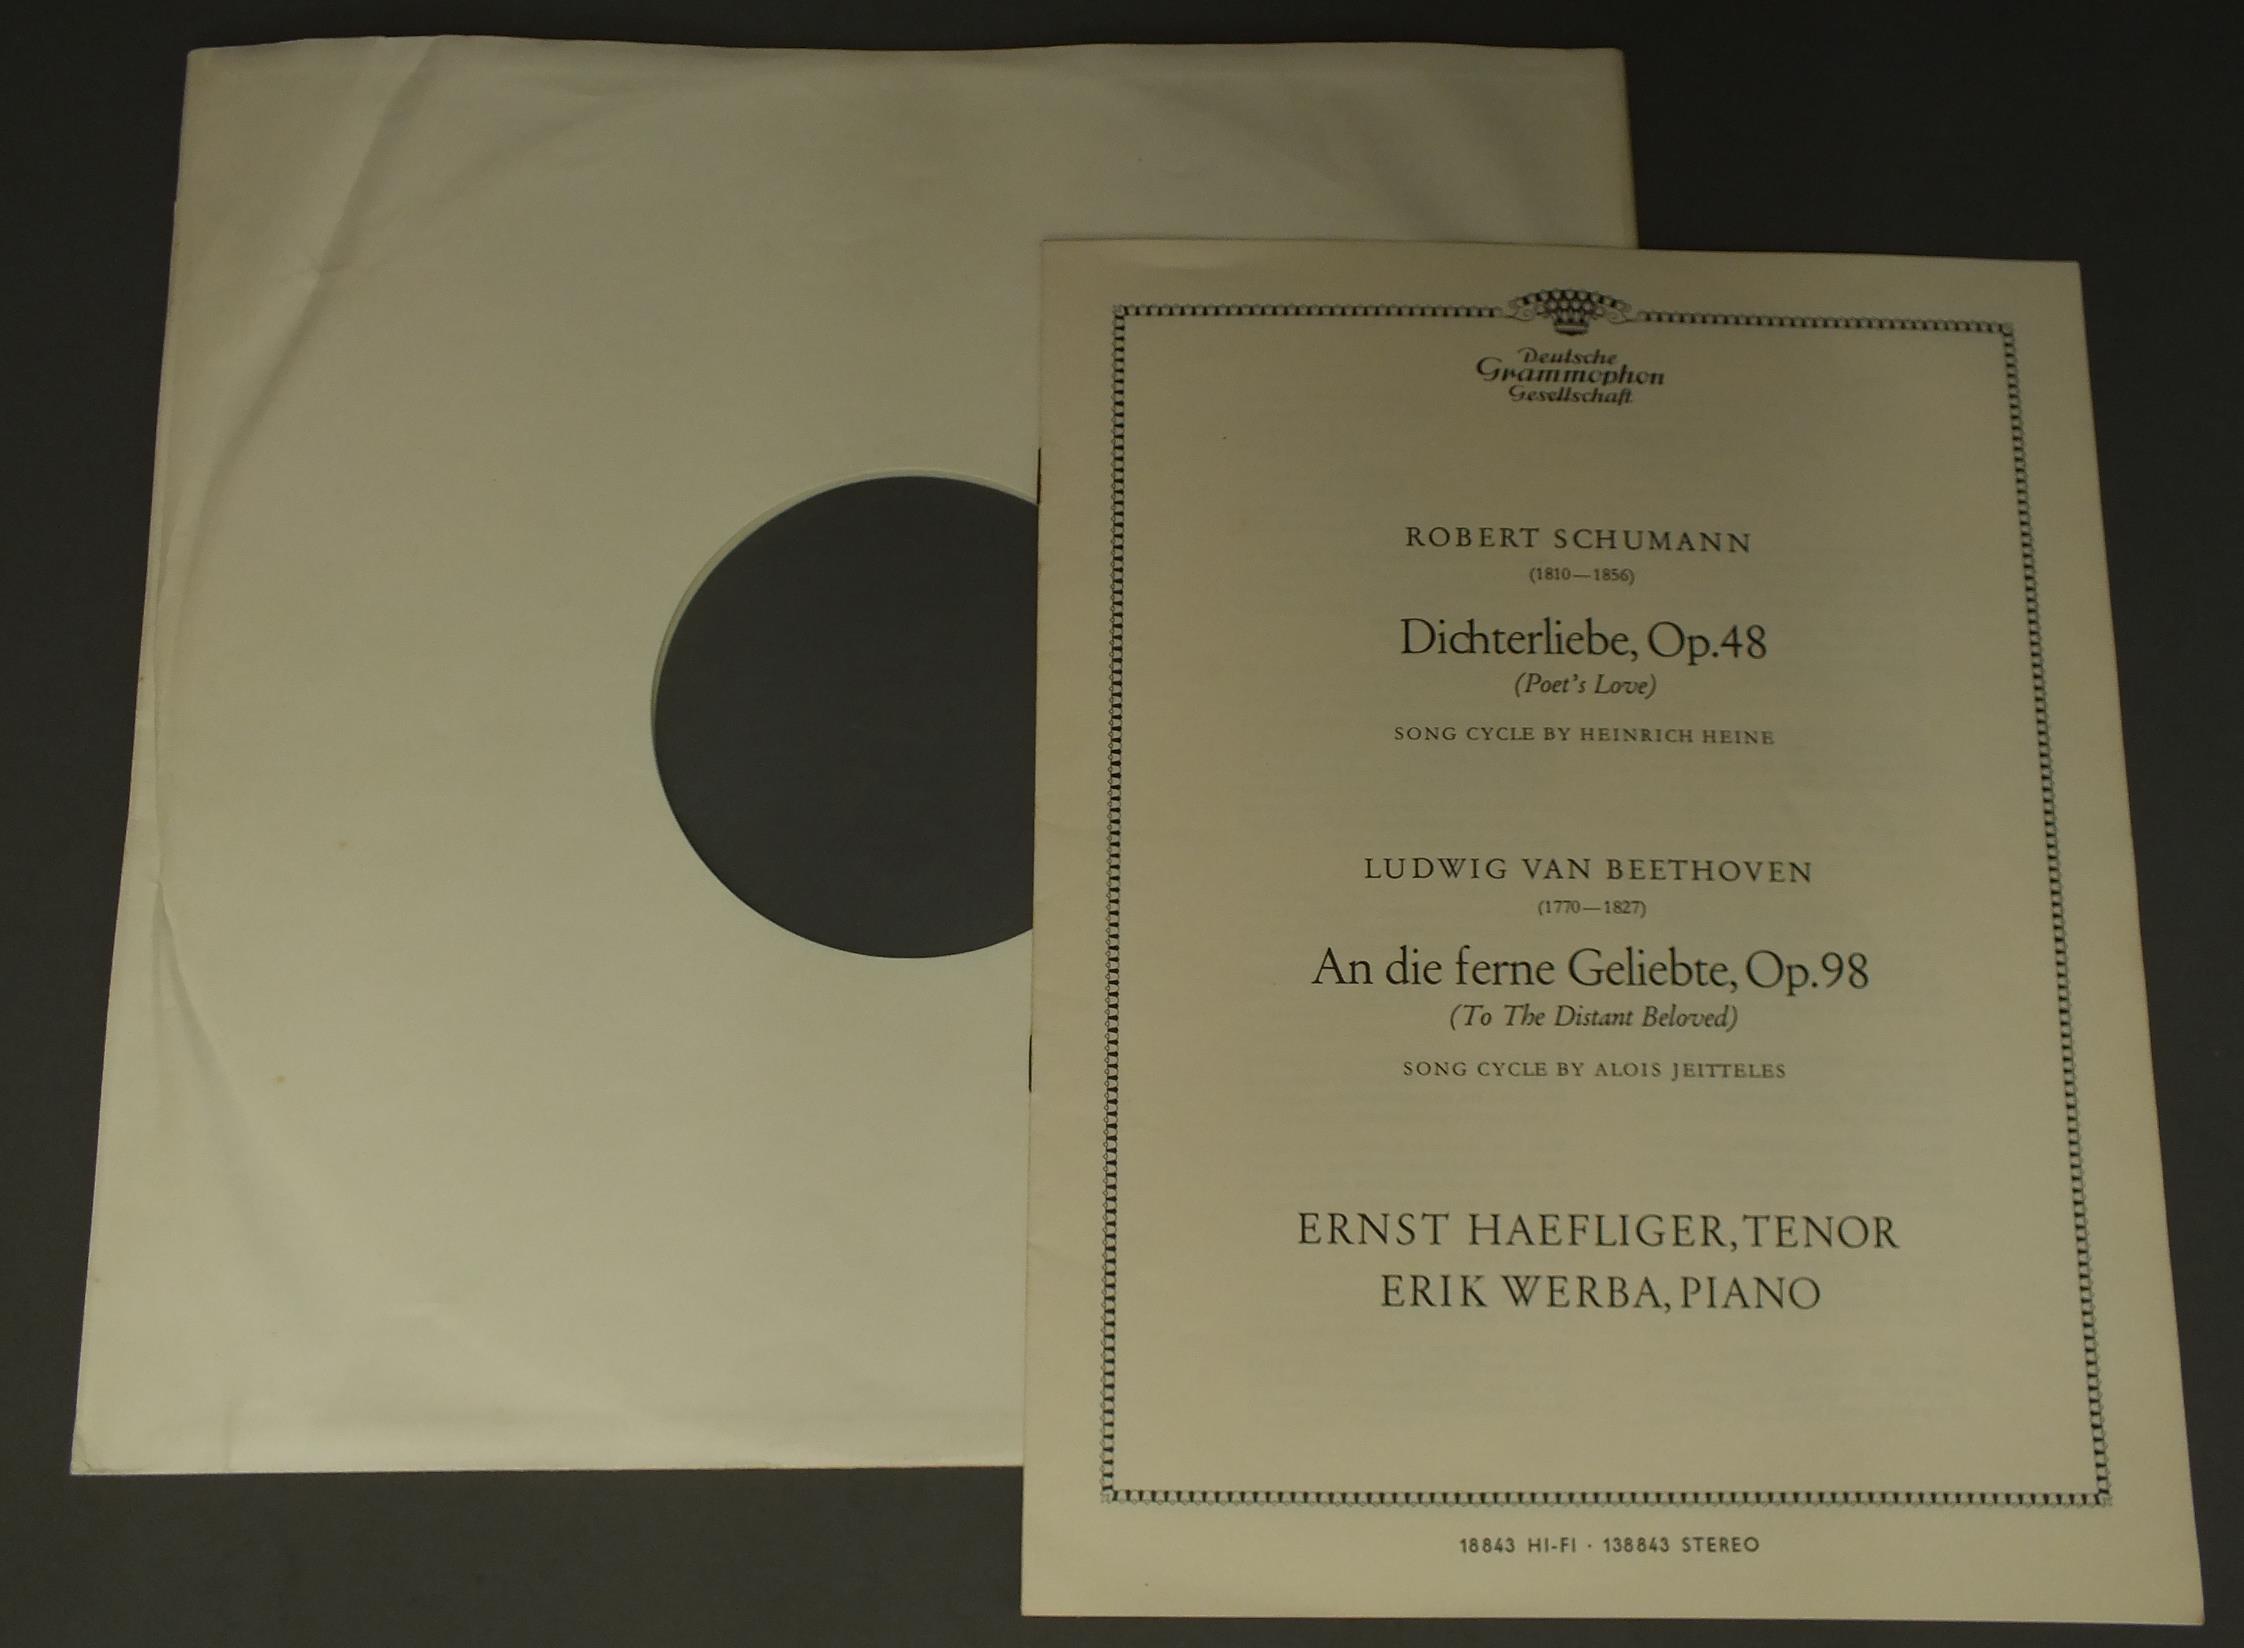 Deutsche
Grammophon
Gesellschaft
ROBERT SCHUMANN
(1810—1856)
Dichterliebe, Op.48
(Poet's Love)
SONG CYCLE BY HEINRICH HEINE
LUDWIG VAN BEETHOVEN
(1770—1827)
An die ferne Geliebte, Op.98
(To The Distant Beloved)
SONG CYCLE BY ALOIS JEITTELES
ERNST HAEFLIGER, TENOR
ERIK WERBA, PIANO
18843 HI-FI · 138843 STEREO